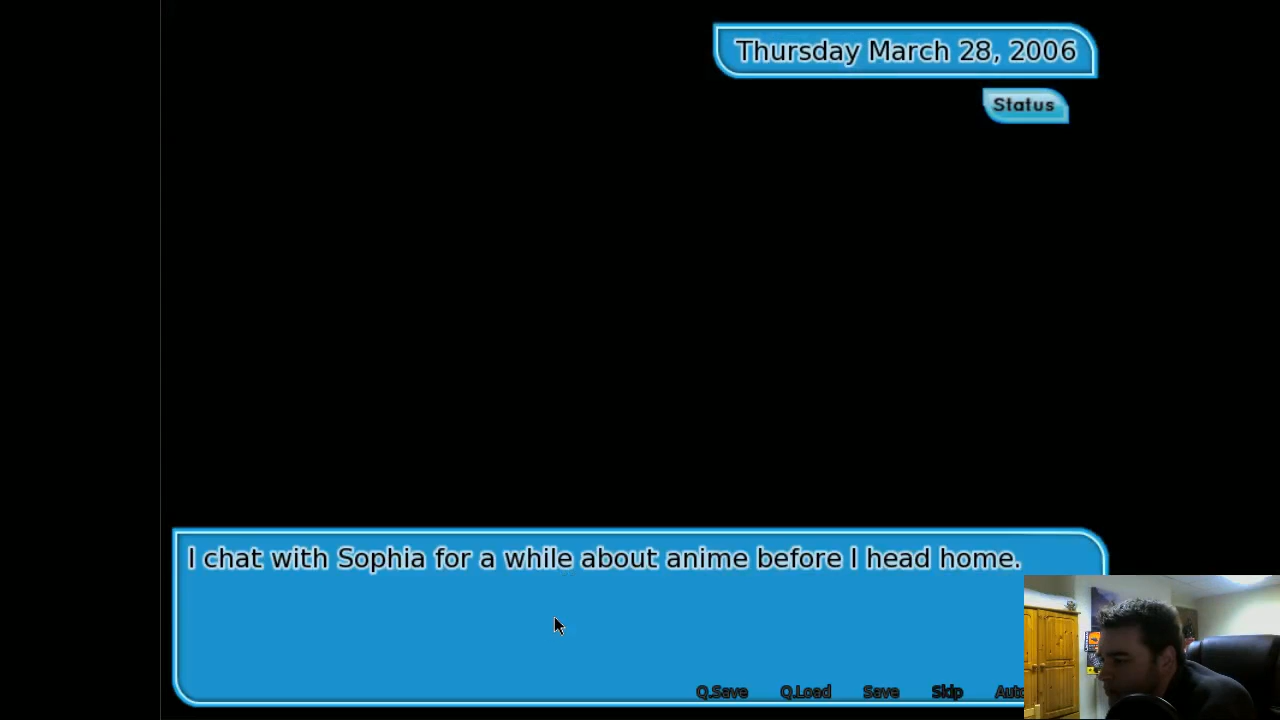 Thursday March 28, 2006
Status
I chat with Sophia for a while about anime before I head home.
Q.Save Q.Load Save Skip Auto